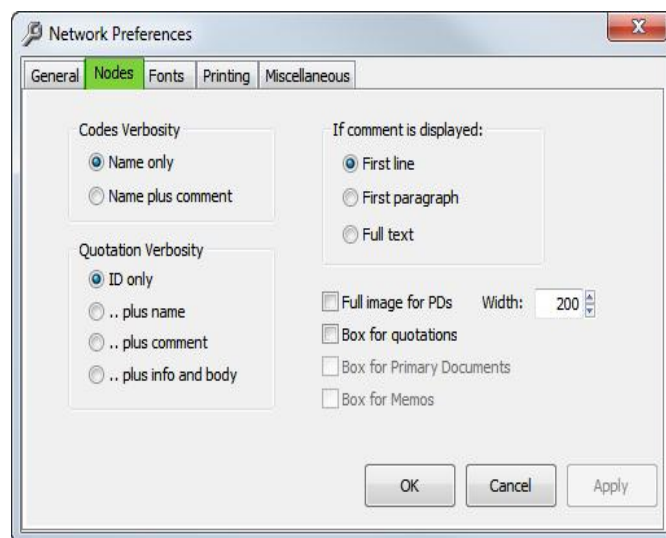 Network Preferences
X
General Nodes Fonts Printing Miscellaneous
Codes Verbosity
Name only
Name plus comment
Quotation Verbosity
ID only
.. plus name
.. plus comment
.. plus info and body
If comment is displayed:
First line
First paragraph
Full text
Full image for PDs Width: 200
Box for quotations
Box for Primary Documents
Box for Memos
OK Cancel Apply